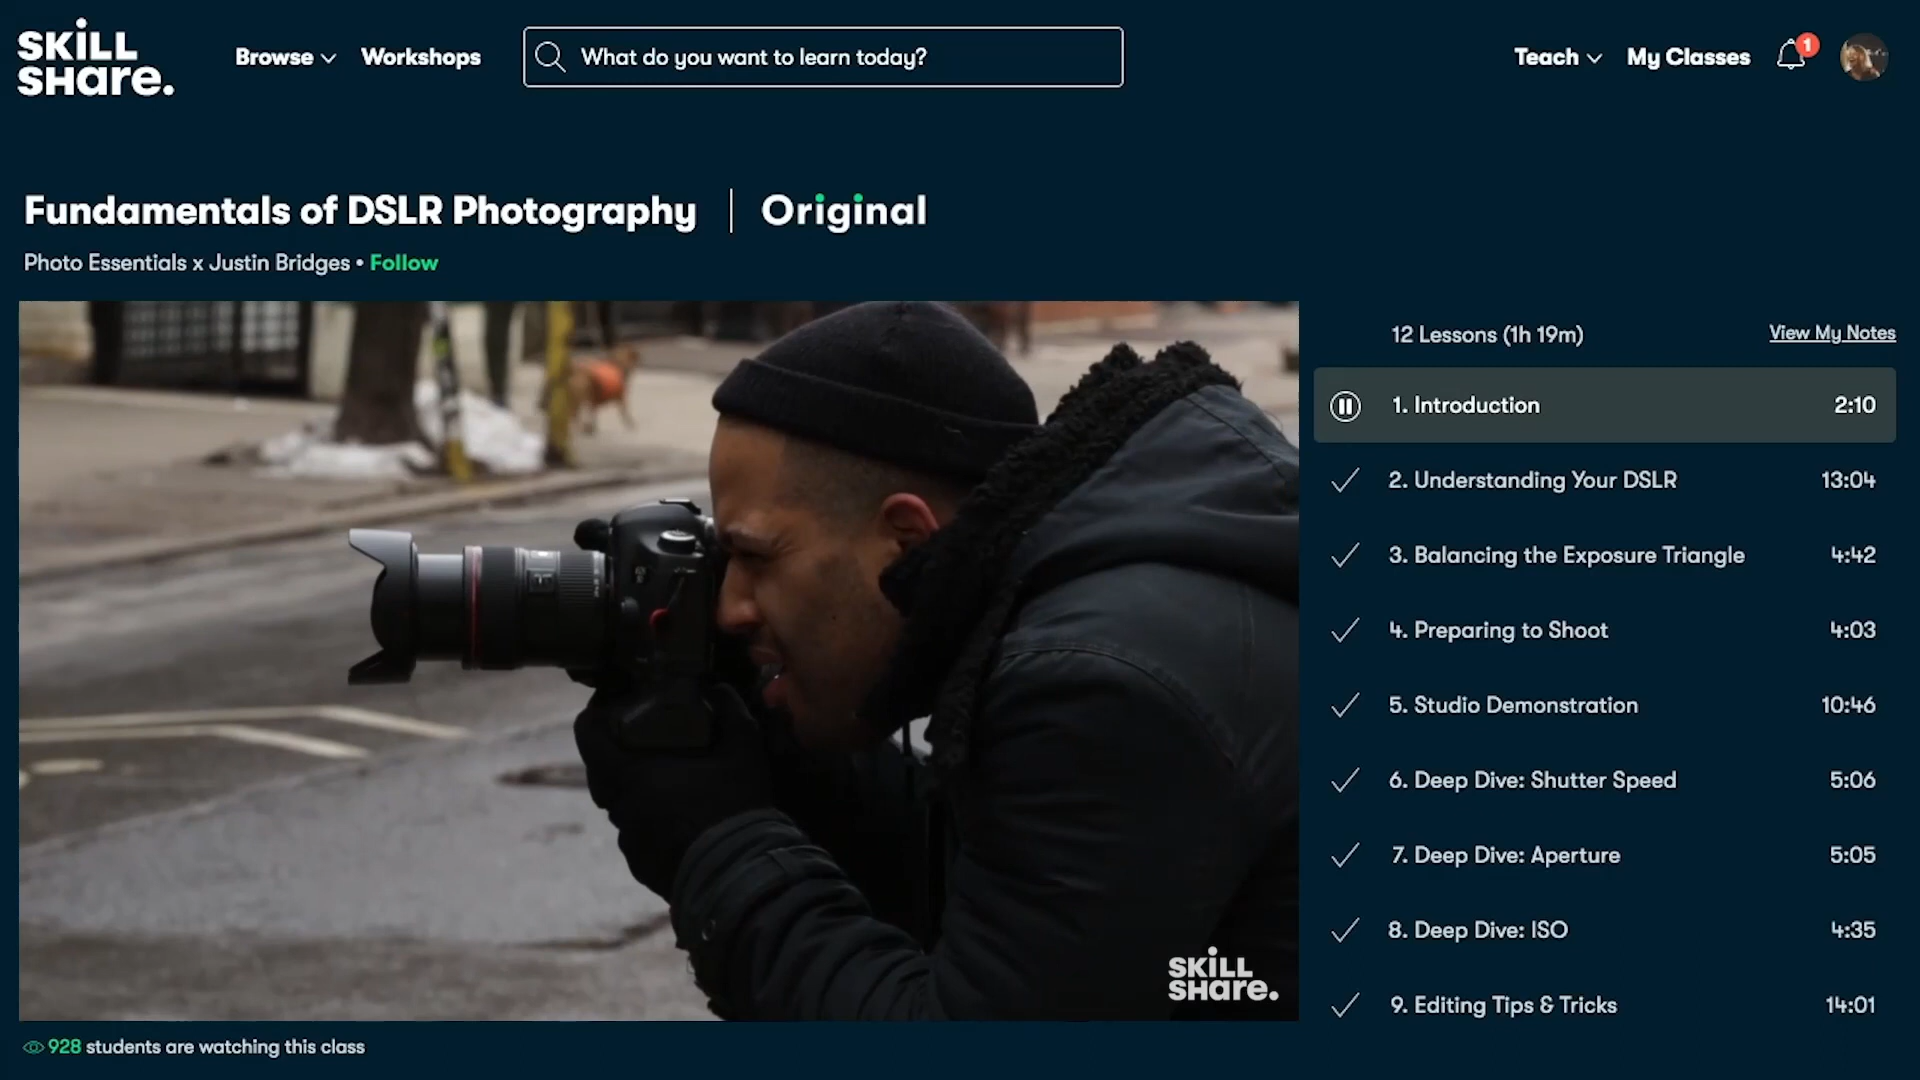 SKILL
SHare.
Browse
Workshops
What do you want to learn today?
Teach
My Classes
1
Fundamentals of DSLR Photography | Original
Photo Essentials x Justin Bridges • Follow
12 Lessons (1h 19m)
View My Notes
1. Introduction 2:10
2. Understanding Your DSLR 13:04
3. Balancing the Exposure Triangle 4:42
4. Preparing to Shoot 4:03
5. Studio Demonstration 10:46
6. Deep Dive: Shutter Speed 5:06
7. Deep Dive: Aperture 5:05
8. Deep Dive: ISO 4:35
9. Editing Tips & Tricks 14:01
SKILL
SHare.
928 students are watching this class